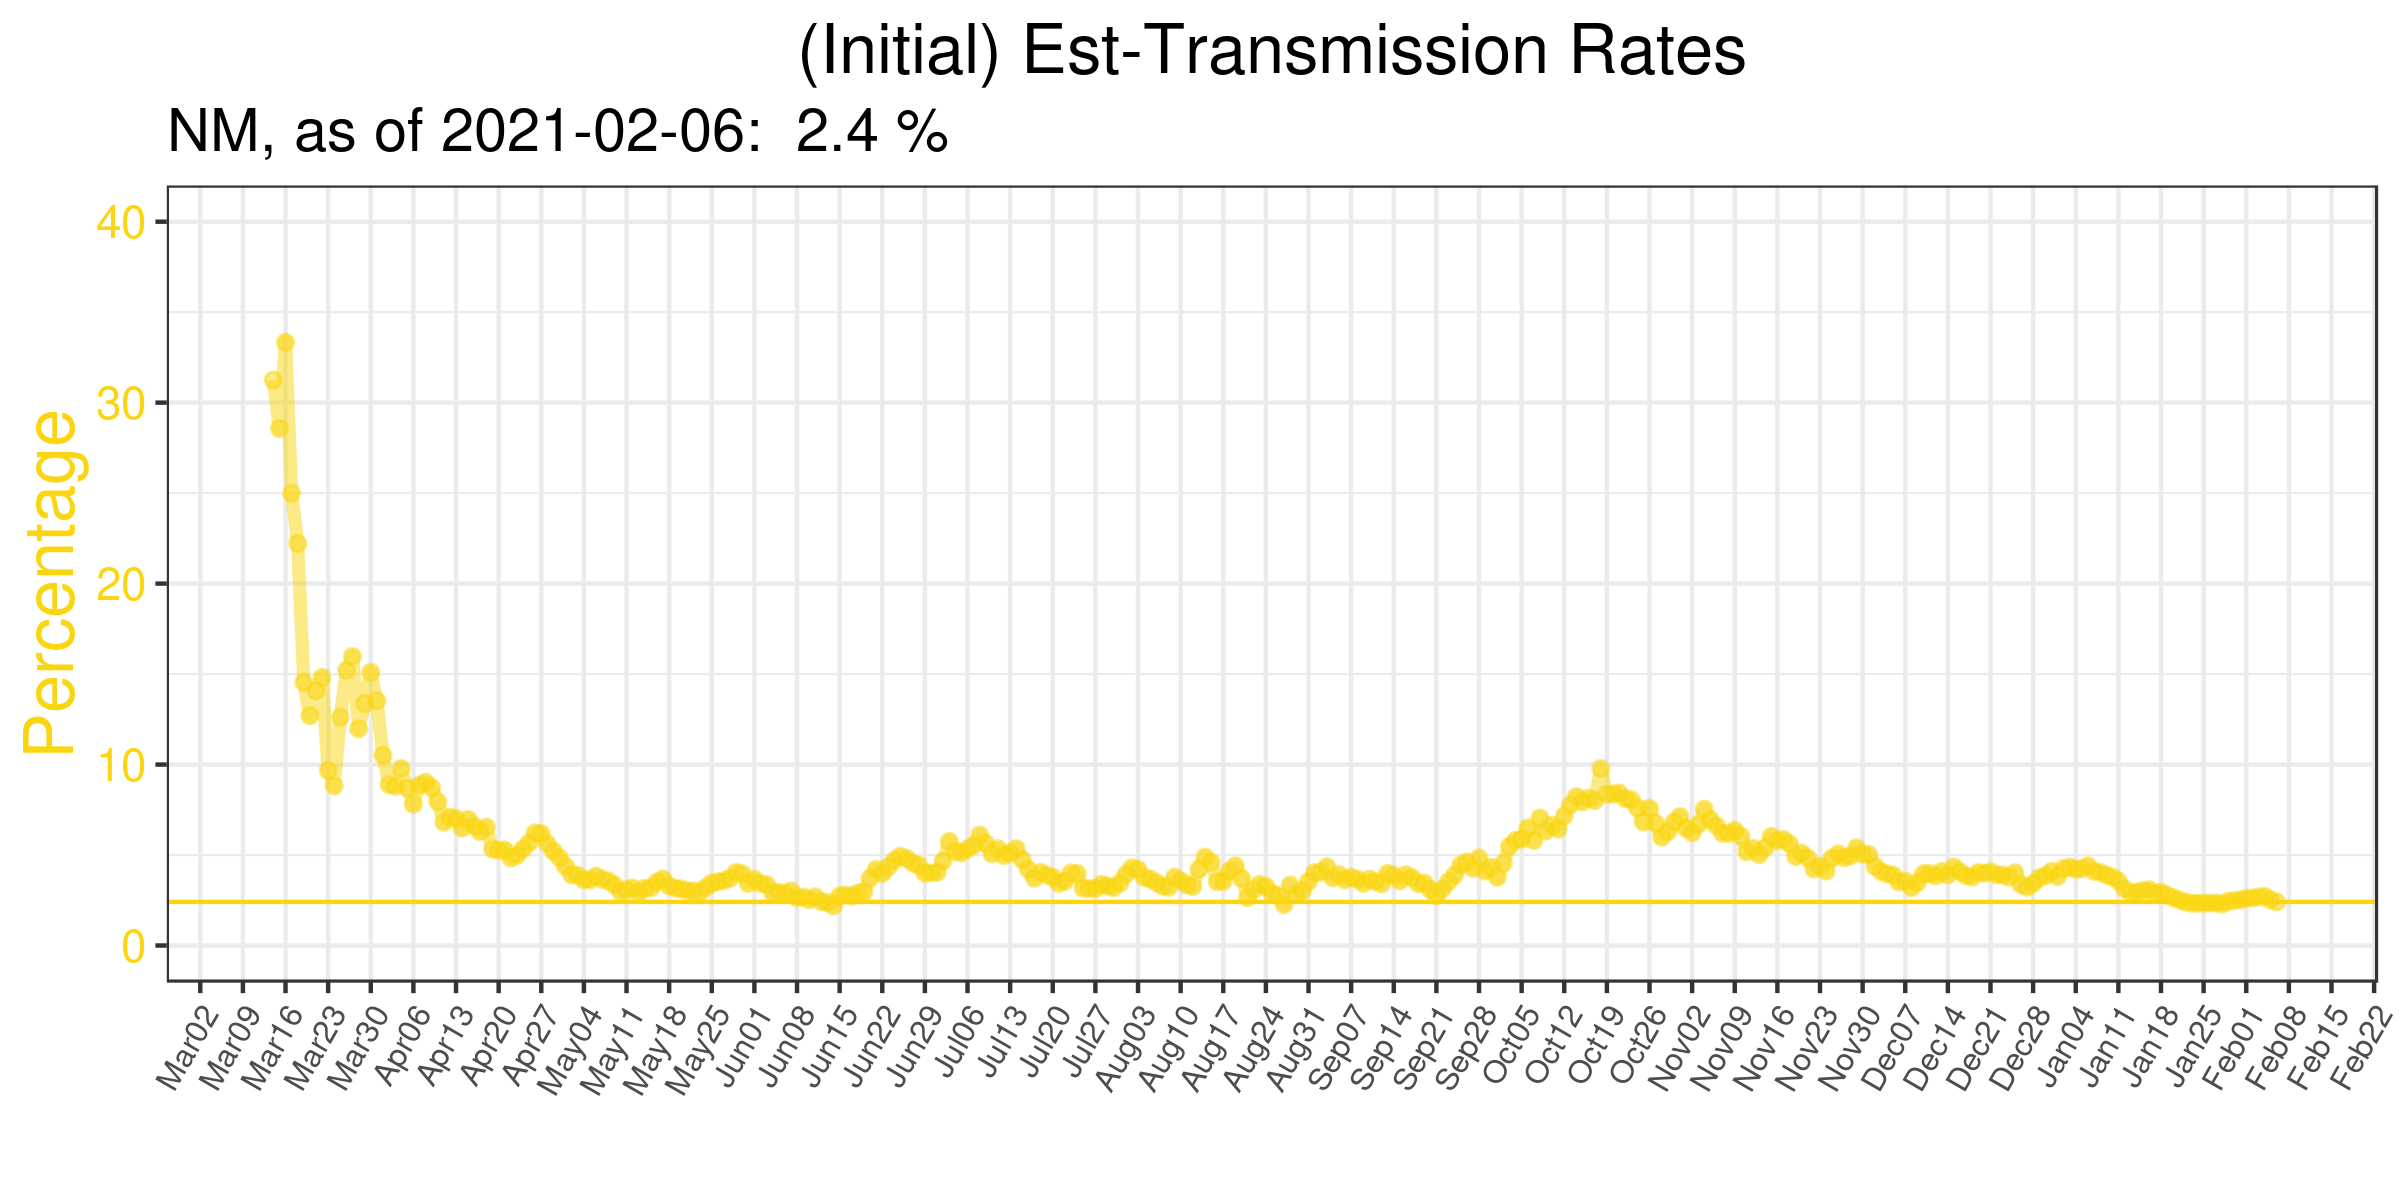 (Initial) Est-Transmission Rates
NM, as of 2021-02-06:  2.4 %
Percentage
40
30
20
10
0
Mar02
Mar09
Mar16
Mar23
Mar30
Apr06
Apr13
Apr20
Apr27
May04
May11
May18
May25
Jun01
Jun08
Jun15
Jun22
Jun29
Jul06
Jul13
Jul20
Jul27
Aug03
Aug10
Aug17
Aug24
Aug31
Sep07
Sep14
Sep21
Sep28
Oct05
Oct12
Oct19
Oct26
Nov02
Nov09
Nov16
Nov23
Nov30
Dec07
Dec14
Dec21
Dec28
Jan04
Jan11
Jan18
Jan25
Feb01
Feb08
Feb15
Feb22